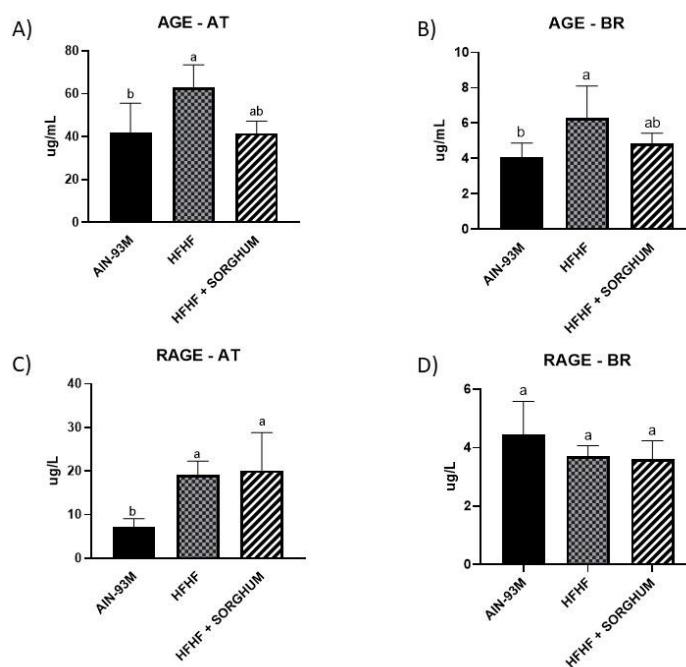 A)
AGE - AT
80
60
40
20
0
ug/mL
b
a
ab
AIN-93M
HFHF
HFHF + SORGHUM
B)
AGE - BR
8
6
4
2
0
ug/mL
b
a
ab
AIN-93M
HFHF
HFHF + SORGHUM
C)
RAGE - AT
40
30
20
10
0
ug/L
b
a
a
AIN-93M
HFHF
HFHF + SORGHUM
D)
RAGE - BR
6
4
2
0
ug/L
a
a
a
AIN-93M
HFHF
HFHF + SORGHUM